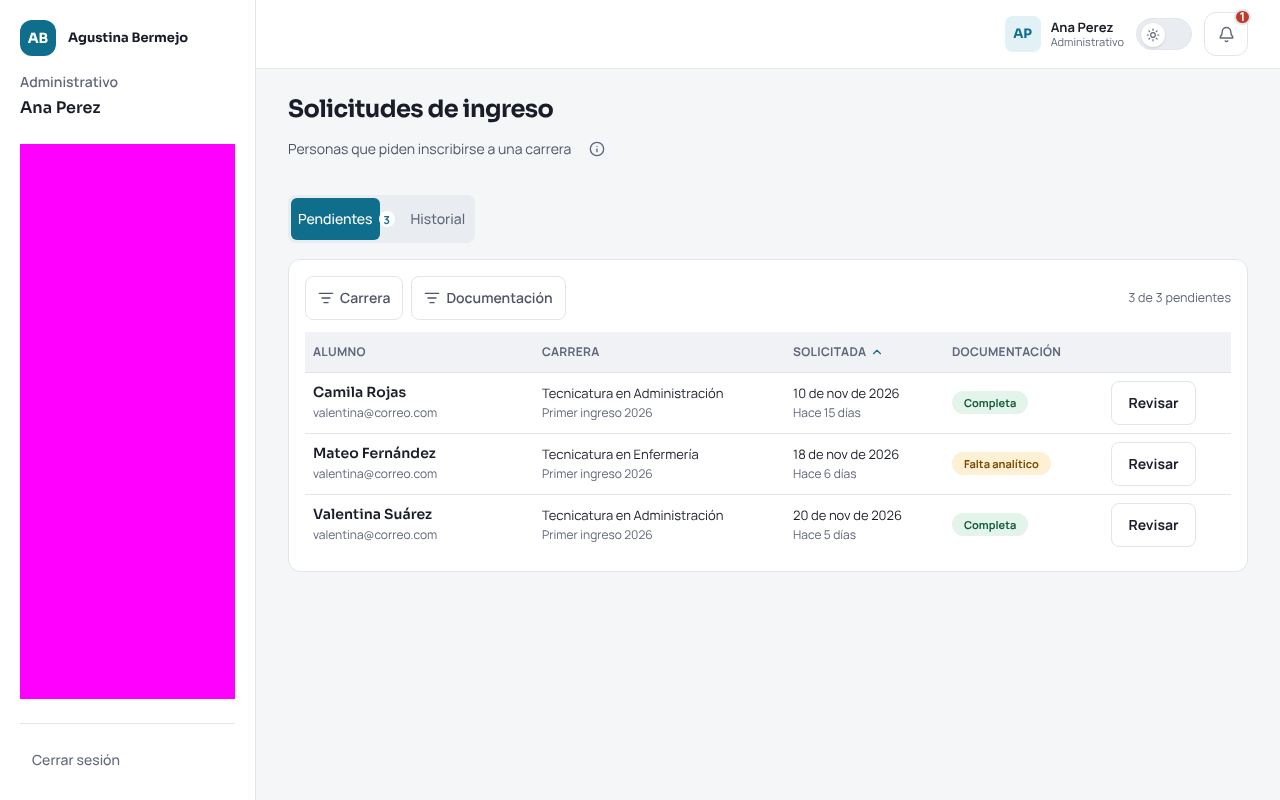 AB Agustina Bermejo
Administrativo
Ana Perez
Cerrar sesión
AP Ana Perez
Administrativo
1
Solicitudes de ingreso
Personas que piden inscribirse a una carrera
Pendientes 3 Historial
Carrera Documentación 3 de 3 pendientes
ALUMNO CARRERA SOLICITADA DOCUMENTACIÓN
Camila Rojas Tecnicatura en Administración 10 de nov de 2026 Completa Revisar
valentina@correo.com Primer ingreso 2026 Hace 15 días
Mateo Fernández Tecnicatura en Enfermería 18 de nov de 2026 Falta analítico Revisar
valentina@correo.com Primer ingreso 2026 Hace 6 días
Valentina Suárez Tecnicatura en Administración 20 de nov de 2026 Completa Revisar
valentina@correo.com Primer ingreso 2026 Hace 5 días